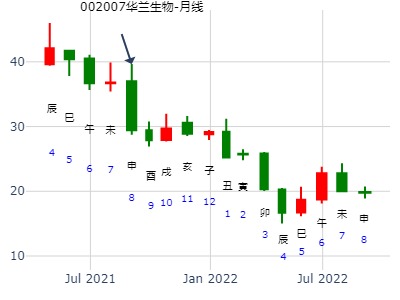 002007华兰生物-月线
40
30
20
10
辰
巳
午
未
申
酉
戌
亥
子
丑
寅
卯
辰
巳
午
未
申
4
5
6
7
8
9
10
11
12
1
2
3
4
5
6
7
8
Jul 2021
Jan 2022
Jul 2022